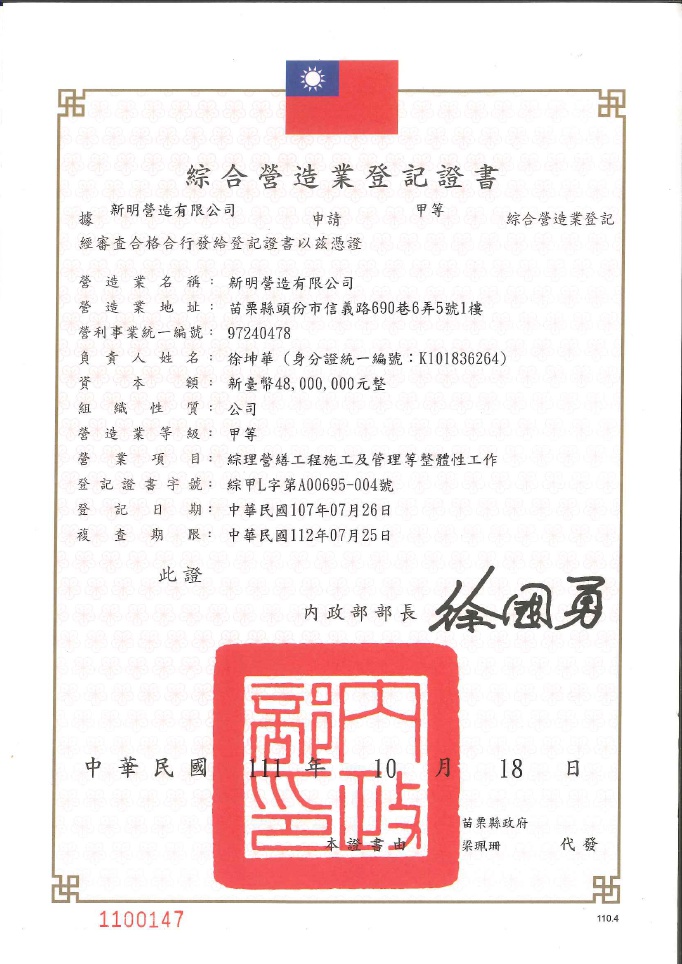 綜合營造業登記證書
據 新明營造有限公司 申請 甲等 綜合營造業登記
經審查合格合行發給登記證書以茲憑證
營造業名稱：新明營造有限公司
營造業地址：苗栗縣頭份市信義路690巷6弄5號1樓
營利事業統一編號：97240478
負責人姓名：徐坤華（身分證統一編號：K101836264）
資本額：新臺幣48,000,000元整
組織性質：公司
營造業等級：甲等
營業項目：綜理營繕工程施工及管理等整體性工作
登記證書字號：綜甲L字第A00695-004號
登記日期：中華民國107年07月26日
複查期限：中華民國112年07月25日
此證
內政部部長 徐國勇
內政部印
中華民國 111 年 10 月 18 日
本證書由 苗栗縣政府 梁珮珊 代發
1100147
110.4